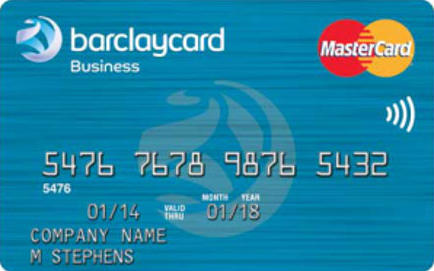 barclaycard
Business
MasterCard
5476 7678 9876 5432
5476
MONTH YEAR
01/14 VALID THRU 01/18
COMPANY NAME
M STEPHENS